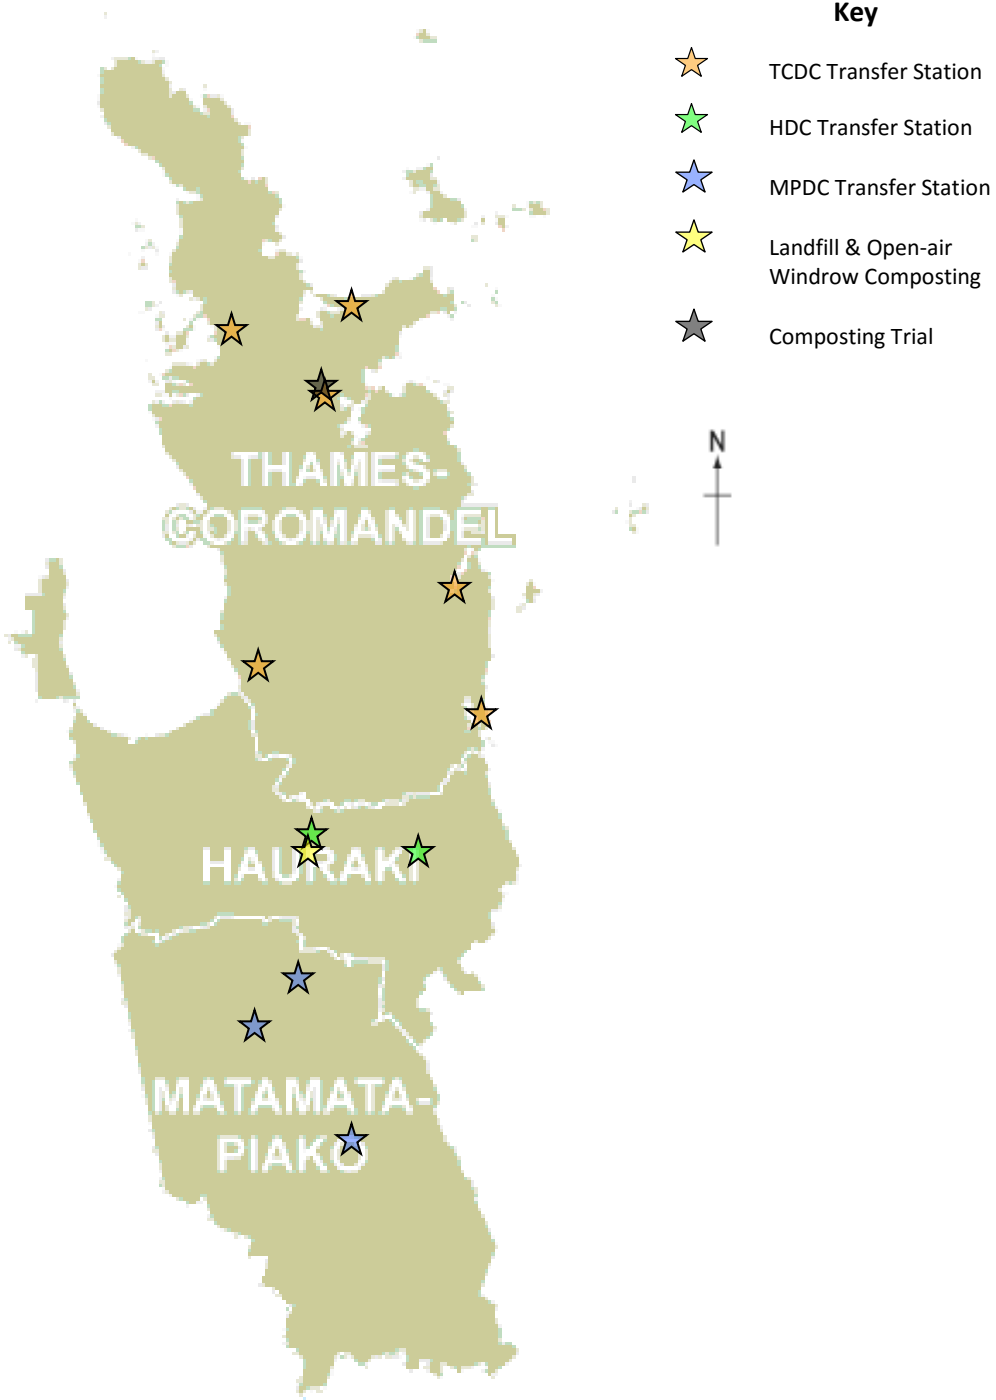 Key
TCDC Transfer Station
HDC Transfer Station
MPDC Transfer Station
Landfill & Open-air
Windrow Composting
Composting Trial
N
THAMES-
COROMANDEL
HAURAKI
MATAMATA-
PIAKO